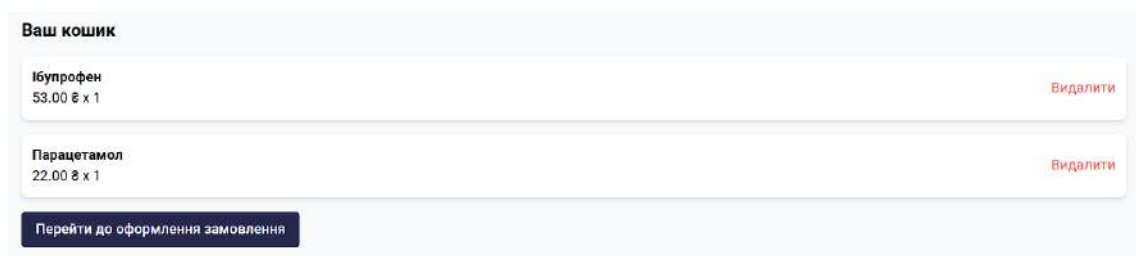 Ваш кошик
Ібупрофен
53.00 ₴ x 1
Видалити
Парацетамол
22.00 ₴ x 1
Видалити
Перейти до оформлення замовлення